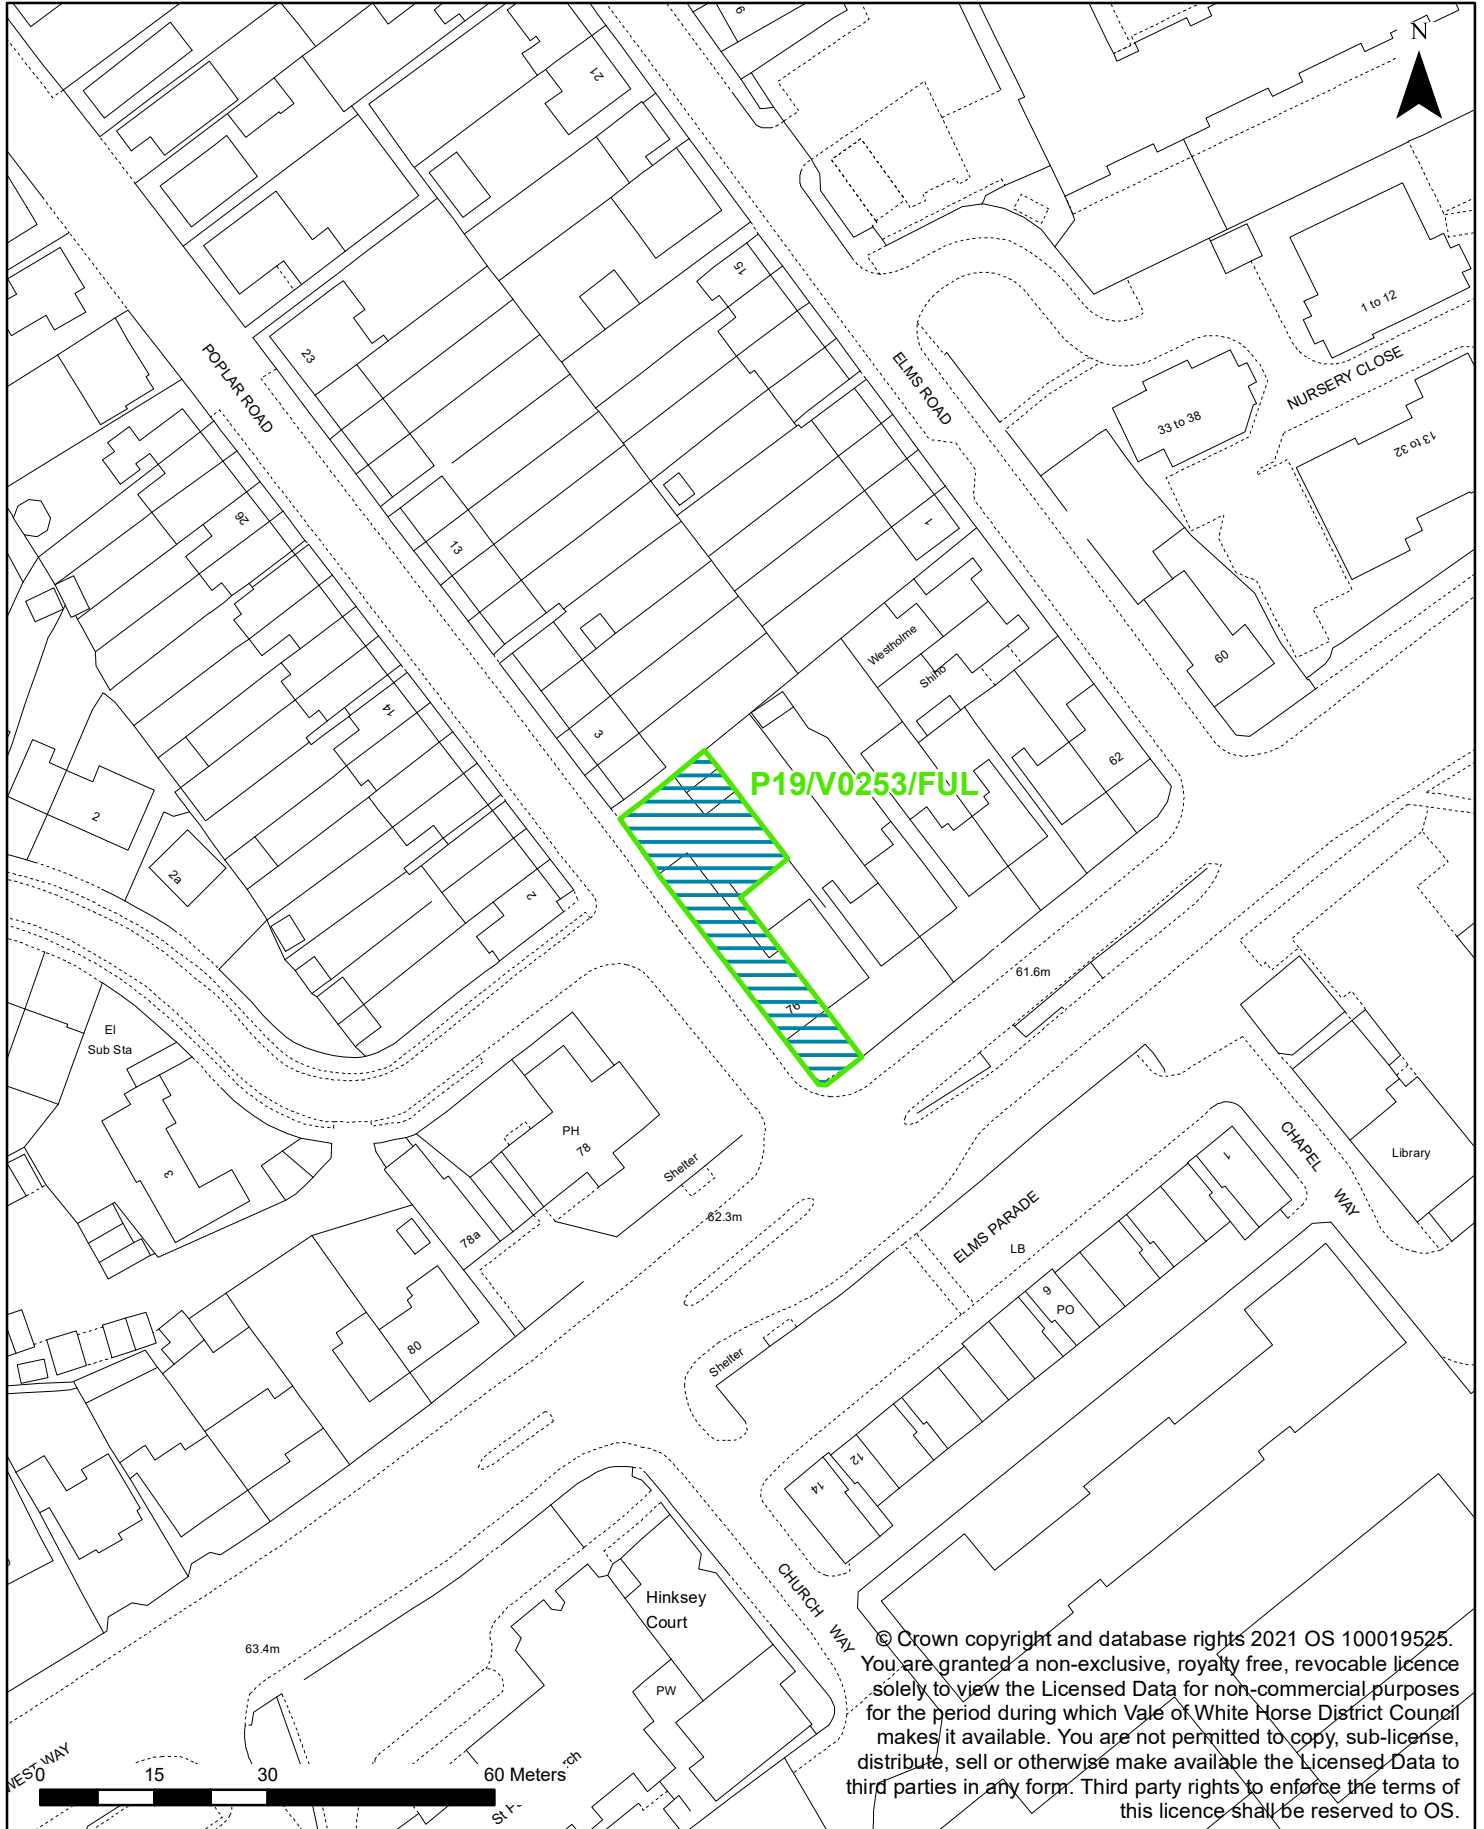 N
9
21
15
1 to 12
23
POPLAR ROAD
ELMS ROAD
NURSERY CLOSE
33 to 38
13 to 32
26
13
1
Westholme
Shilho
60
14
3
62
P19/V0253/FUL
2
2a
2
61.6m
76
El
Sub Sta
PH
78
3
Shelter
CHAPEL
WAY
Library
1
62.3m
78a
ELMS PARADE
LB
9
PO
80
Shelter
12
14
CHURCH
WAY
Hinksey
Court
63.4m
PW
WEST WAY
0 15 30 60 Meters
© Crown copyright and database rights 2021 OS 100019525.
You are granted a non-exclusive, royalty free, revocable licence
solely to view the Licensed Data for non-commercial purposes
for the period during which Vale of White Horse District Council
makes it available. You are not permitted to copy, sub-license,
distribute, sell or otherwise make available the Licensed Data to
third parties in any form. Third party rights to enforce the terms of
this licence shall be reserved to OS.